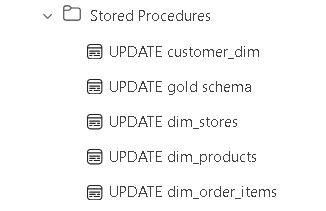 Stored Procedures
UPDATE customer_dim
UPDATE gold schema
UPDATE dim_stores
UPDATE dim_products
UPDATE dim_order_items